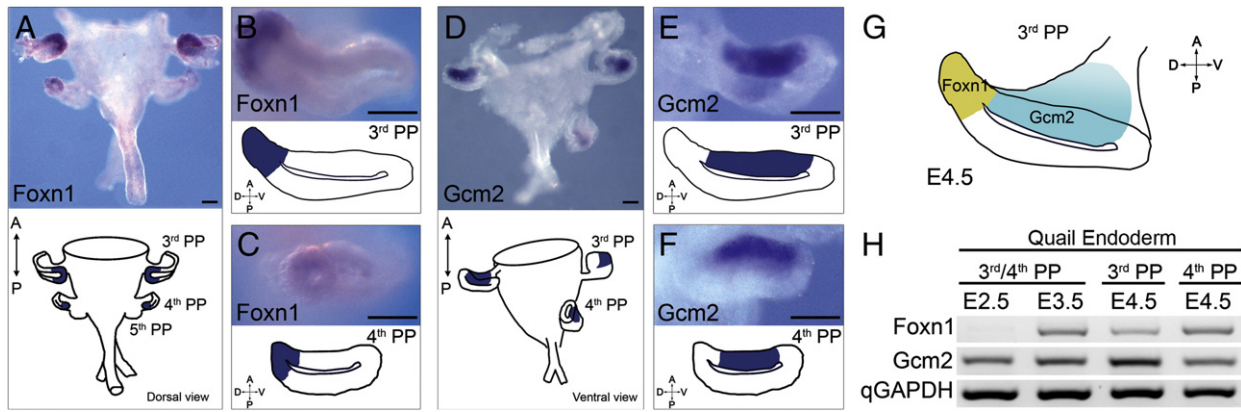 A
Foxn1
A
P
3rd PP
4th PP
5th PP
Dorsal view
B
Foxn1
3rd PP
A
D V
P
C
Foxn1
4th PP
A
D V
P
D
Gcm2
A
P
3rd PP
4th PP
Ventral view
E
Gcm2
3rd PP
A
D V
P
F
Gcm2
4th PP
A
D V
P
G
3rd PP
A
D V
P
Foxn1
Gcm2
E4.5
H
Quail Endoderm
3rd/4th PP 3rd PP 4th PP
E2.5 E3.5 E4.5 E4.5
Foxn1
Gcm2
qGAPDH